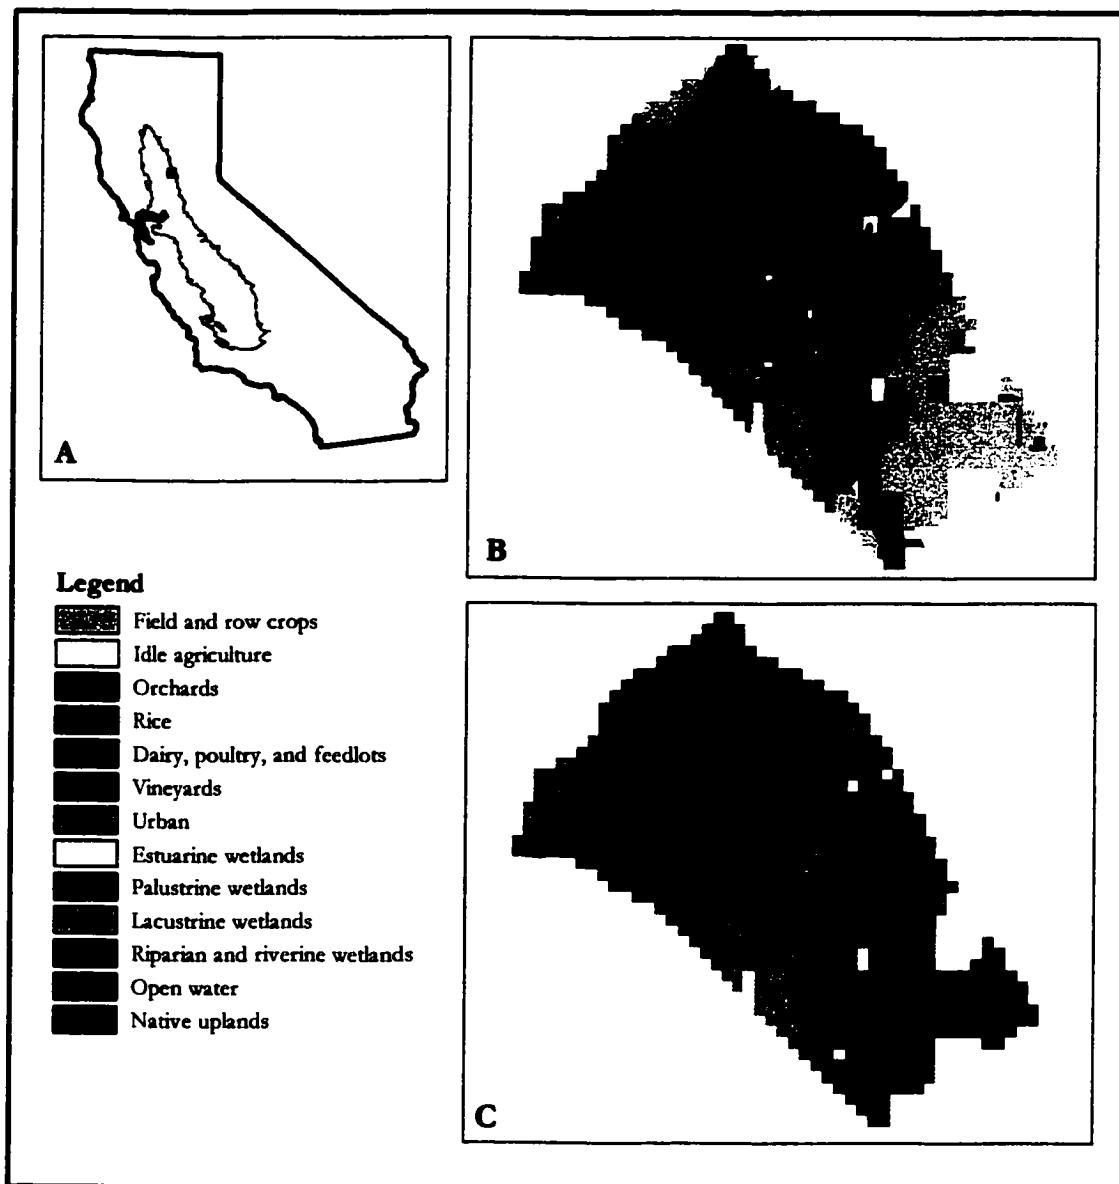 A
B
Legend
Field and row crops
Idle agriculture
Orchards
Rice
Dairy, poultry, and feedlots
Vineyards
Urban
Estuarine wetlands
Palustrine wetlands
Lacustrine wetlands
Riparian and riverine wetlands
Open water
Native uplands
C